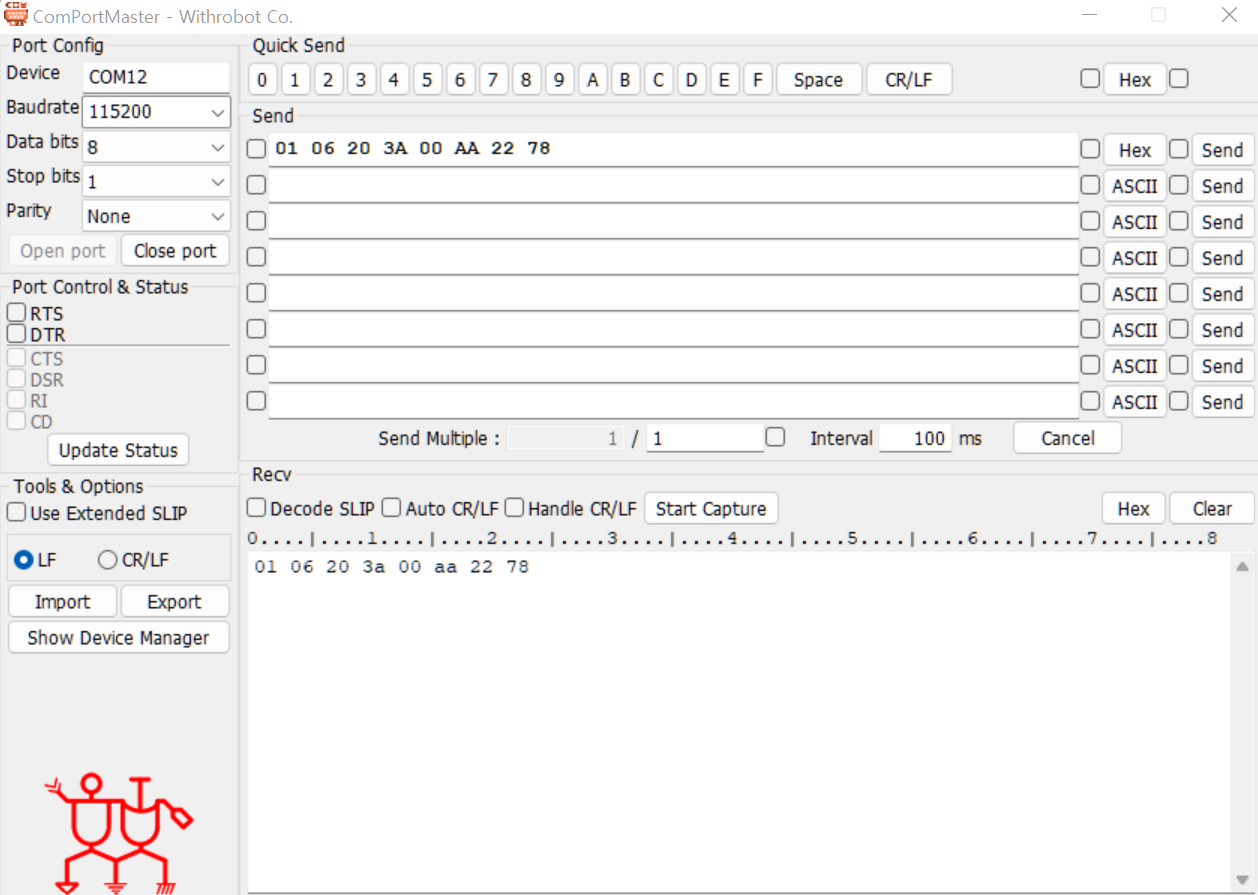 ComPortMaster - Withrobot Co.
Port Config
Device COM12
Baudrate 115200
Data bits 8
Stop bits 1
Parity None
Open port Close port
Port Control & Status
RTS
DTR
CTS
DSR
RI
CD
Update Status
Tools & Options
Use Extended SLIP
LF CR/LF
Import Export
Show Device Manager
Quick Send
0 1 2 3 4 5 6 7 8 9 A B C D E F Space CR/LF Hex
Send
01 06 20 3A 00 AA 22 78 Hex Send
ASCII Send
ASCII Send
ASCII Send
ASCII Send
ASCII Send
ASCII Send
ASCII Send
Send Multiple : 1 / 1 Interval 100 ms Cancel
Recv
Decode SLIP Auto CR/LF Handle CR/LF Start Capture Hex Clear
0....|....1....|....2....|....3....|....4....|....5....|....6....|....7....|....8
01 06 20 3a 00 aa 22 78